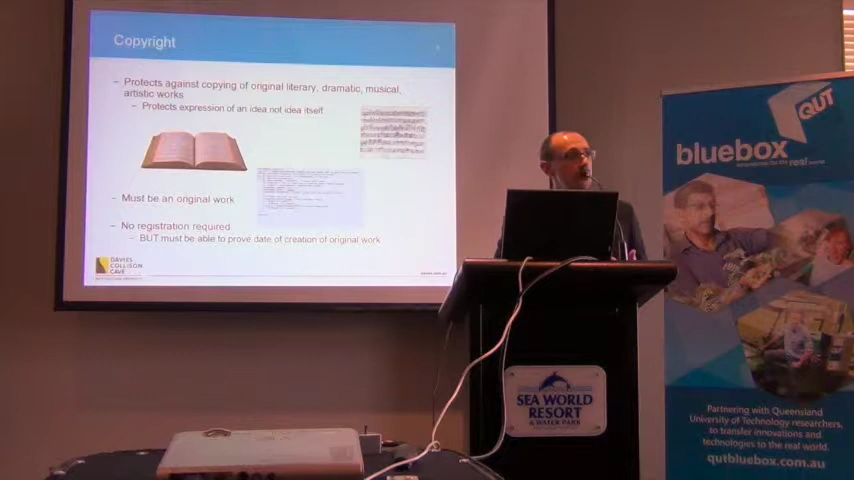 Copyright
– Protects against copying of original literary, dramatic, musical,
artistic works
– Protects expression of an idea not idea itself
– Must be an original work
– No registration required
– BUT must be able to prove date of creation of original work
DAVIES
COLLISON
CAVE
QUT
bluebox
real world
SEA WORLD
RESORT
& WATER PARK
Partnering with Queensland
University of Technology researchers,
to transfer innovations and
technologies to the real world.
qutbluebox.com.au